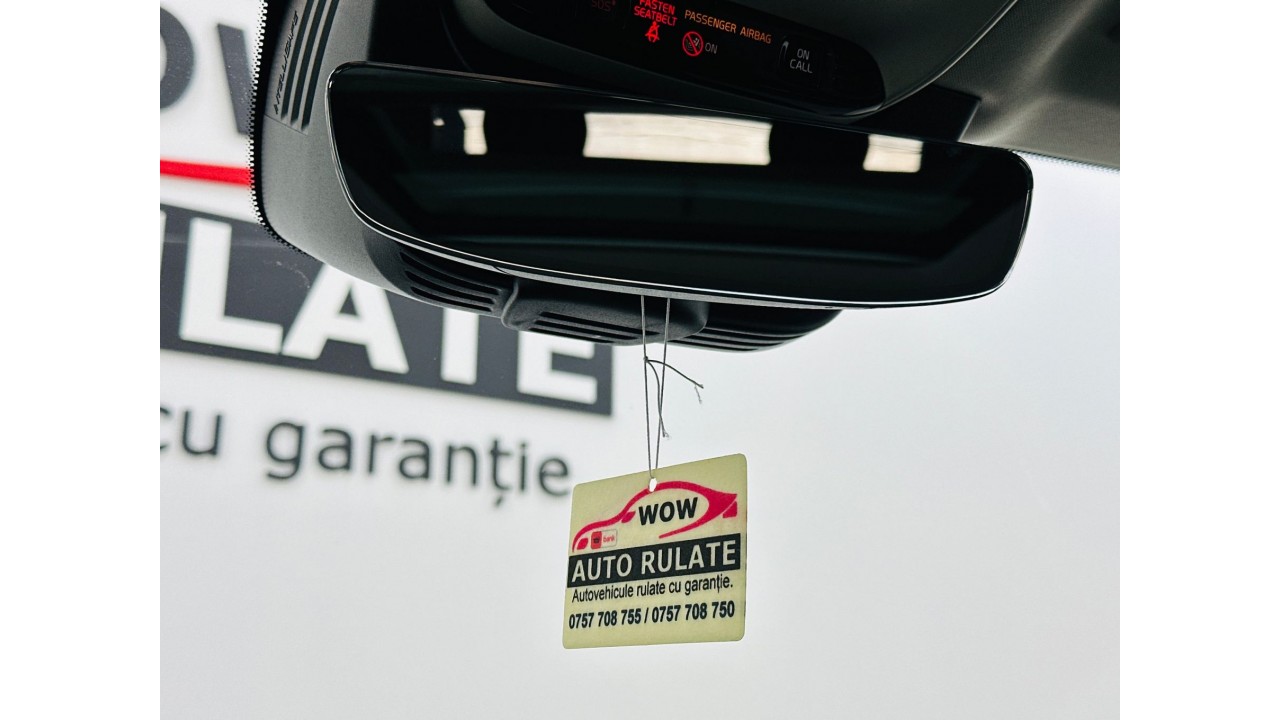 FASTEN
SEATBELT
PASSENGER AIRBAG
ON
ON
CALL
LATE
cu garanție
WOW
AUTO RULATE
Autovehicule rulate cu garanție.
0757 708 755 / 0757 708 750